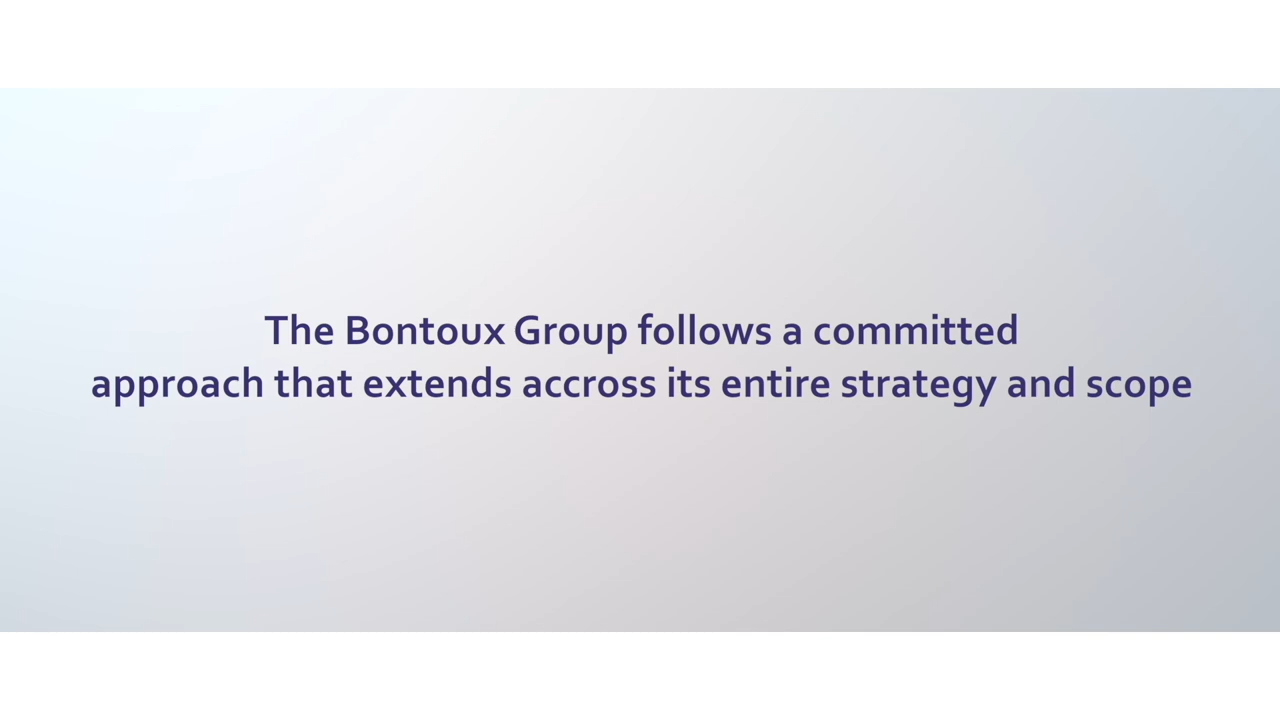 The Bontoux Group follows a committed
approach that extends accross its entire strategy and scope